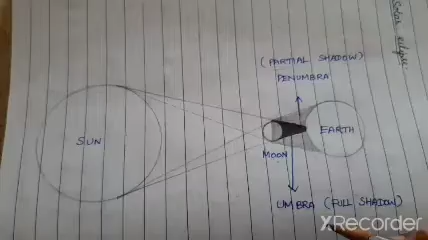 Solar eclipse
(PARTIAL SHADOW)
PENUMBRA
SUN
EARTH
MOON
UMBRA (FULL SHADOW)
XRecorder